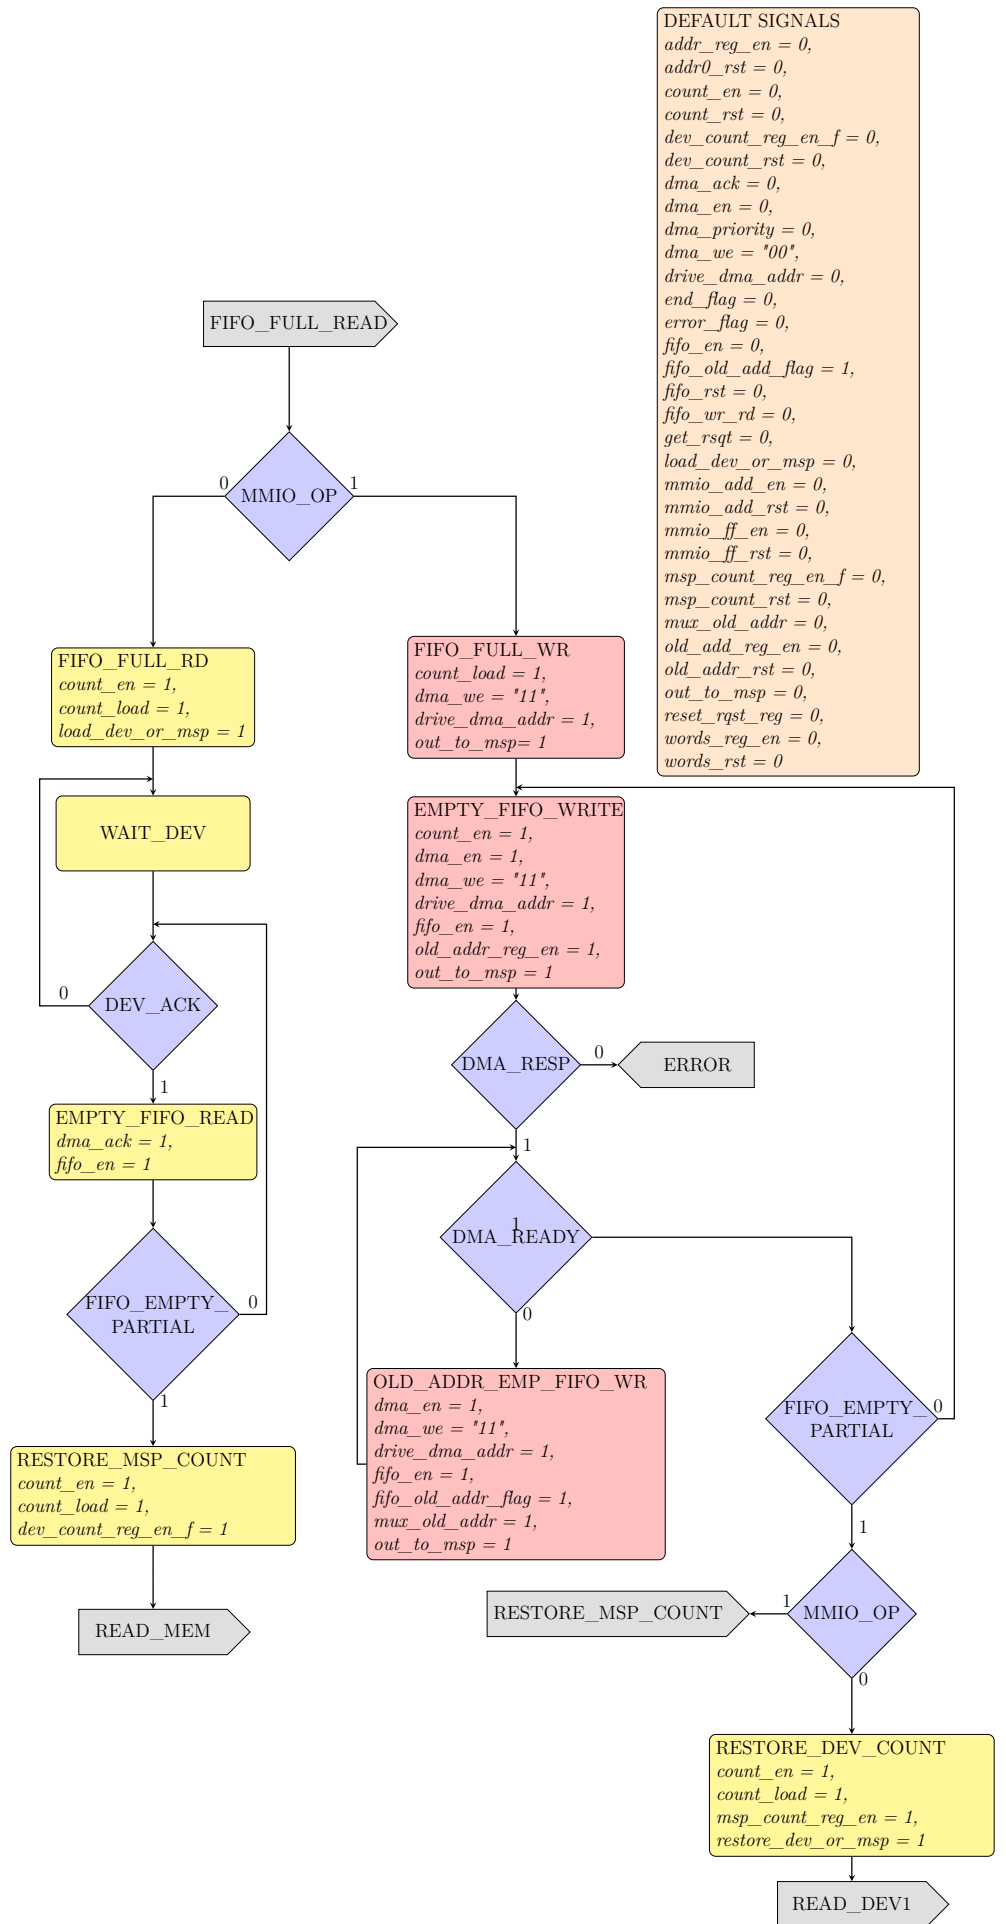 DEFAULT SIGNALS
addr_reg_en = 0,
addr0_rst = 0,
count_en = 0,
count_rst = 0,
dev_count_reg_en_f = 0,
dev_count_rst = 0,
dma_ack = 0,
dma_en = 0,
dma_priority = 0,
dma_we = "00",
drive_dma_addr = 0,
end_flag = 0,
error_flag = 0,
fifo_en = 0,
fifo_old_add_flag = 1,
fifo_rst = 0,
fifo_wr_rd = 0,
get_rsqt = 0,
load_dev_or_msp = 0,
mmio_add_en = 0,
mmio_add_rst = 0,
mmio_ff_en = 0,
mmio_ff_rst = 0,
msp_count_reg_en_f = 0,
msp_count_rst = 0,
mux_old_addr = 0,
old_add_reg_en = 0,
old_addr_rst = 0,
out_to_msp = 0,
reset_rqst_reg = 0,
words_reg_en = 0,
words_rst = 0
FIFO_FULL_READ
0
MMIO_OP
1
FIFO_FULL_RD
count_en = 1,
count_load = 1,
load_dev_or_msp = 1
WAIT_DEV
0
DEV_ACK
1
EMPTY_FIFO_READ
dma_ack = 1,
fifo_en = 1
FIFO_EMPTY_
PARTIAL
0
1
RESTORE_MSP_COUNT
count_en = 1,
count_load = 1,
dev_count_reg_en_f = 1
READ_MEM
FIFO_FULL_WR
count_load = 1,
dma_we = "11",
drive_dma_addr = 1,
out_to_msp= 1
EMPTY_FIFO_WRITE
count_en = 1,
dma_en = 1,
dma_we = "11",
drive_dma_addr = 1,
fifo_en = 1,
old_addr_reg_en = 1,
out_to_msp = 1
DMA_RESP
0
ERROR
1
1
DMA_READY
0
OLD_ADDR_EMP_FIFO_WR
dma_en = 1,
dma_we = "11",
drive_dma_addr = 1,
fifo_en = 1,
fifo_old_addr_flag = 1,
mux_old_addr = 1,
out_to_msp = 1
FIFO_EMPTY_
PARTIAL
0
1
RESTORE_MSP_COUNT
1
MMIO_OP
0
RESTORE_DEV_COUNT
count_en = 1,
count_load = 1,
msp_count_reg_en = 1,
restore_dev_or_msp = 1
READ_DEV1